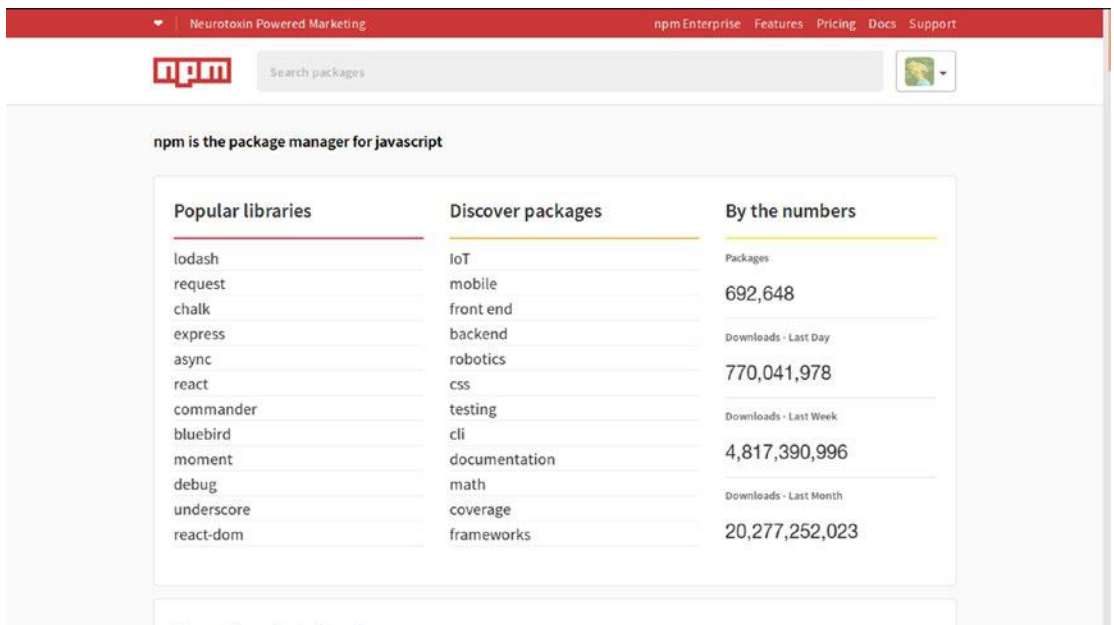 ❤ Neurotoxin Powered Marketing
npm Enterprise Features Pricing Docs Support
npm
Search packages
npm is the package manager for javascript
Popular libraries
lodash
request
chalk
express
async
react
commander
bluebird
moment
debug
underscore
react-dom
Discover packages
IoT
mobile
front end
backend
robotics
css
testing
cli
documentation
math
coverage
frameworks
By the numbers
Packages
692,648
Downloads · Last Day
770,041,978
Downloads · Last Week
4,817,390,996
Downloads · Last Month
20,277,252,023